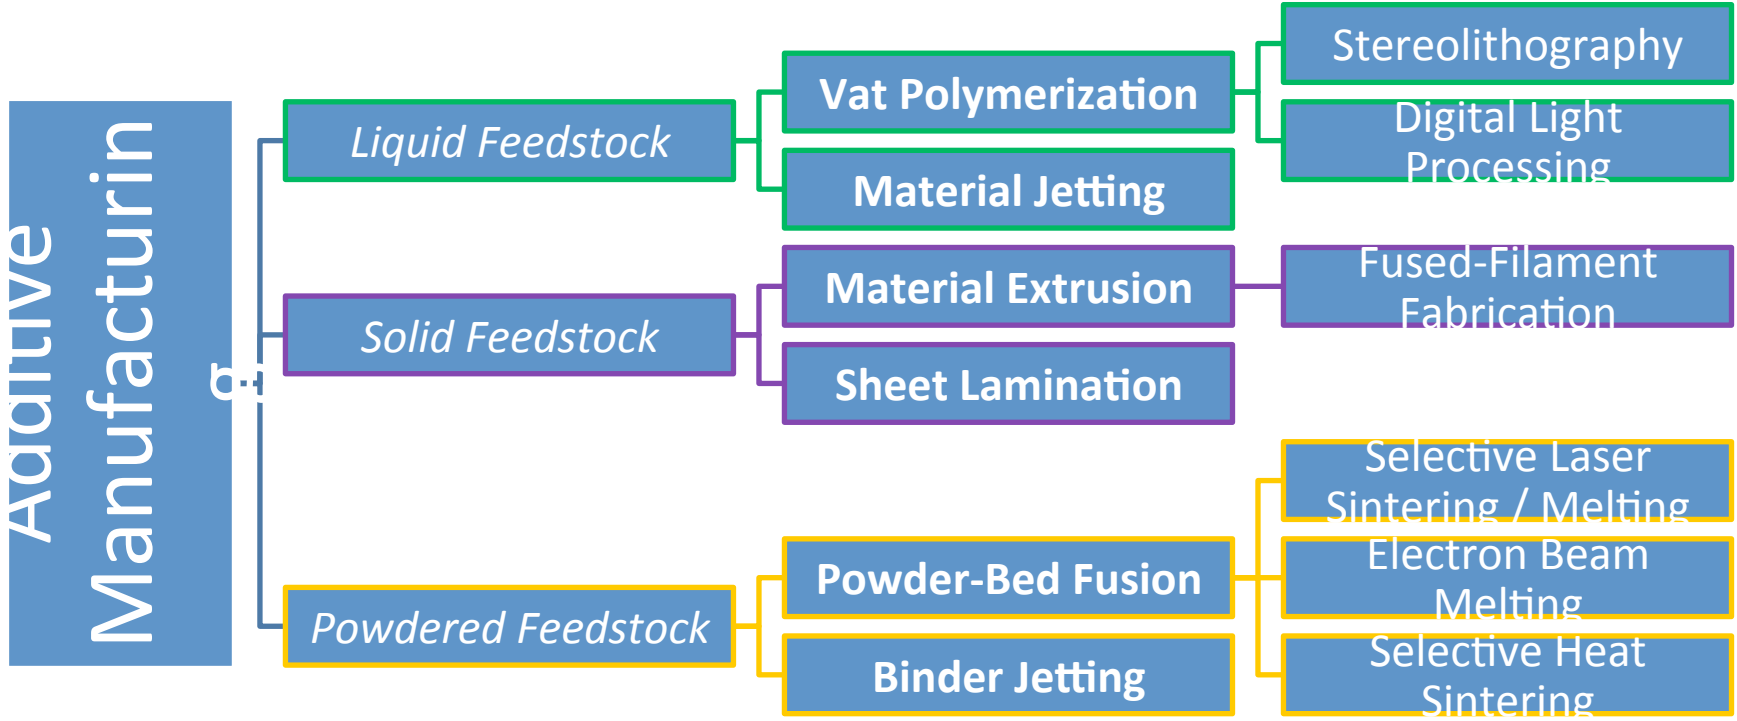 Additive
Manufacturin
g
Liquid Feedstock
Vat Polymerization
Stereolithography
Digital Light
Processing
Material Jetting
Solid Feedstock
Material Extrusion
Fused-Filament
Fabrication
Sheet Lamination
Powdered Feedstock
Powder-Bed Fusion
Selective Laser
Sintering / Melting
Electron Beam
Melting
Selective Heat
Sintering
Binder Jetting